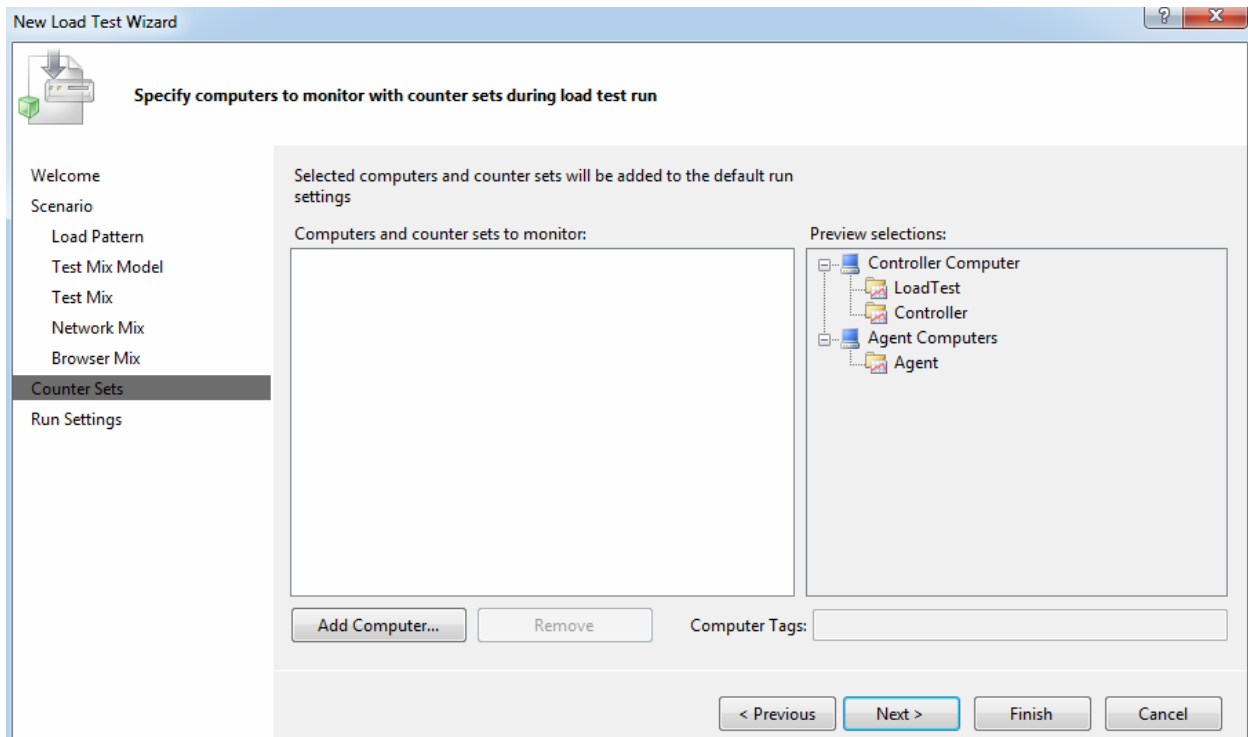 New Load Test Wizard
Specify computers to monitor with counter sets during load test run
Welcome
Scenario
Load Pattern
Test Mix Model
Test Mix
Network Mix
Browser Mix
Counter Sets
Run Settings
Selected computers and counter sets will be added to the default run
settings
Computers and counter sets to monitor:
Preview selections:
Controller Computer
LoadTest
Controller
Agent Computers
Agent
Add Computer...
Remove
Computer Tags:
< Previous
Next >
Finish
Cancel